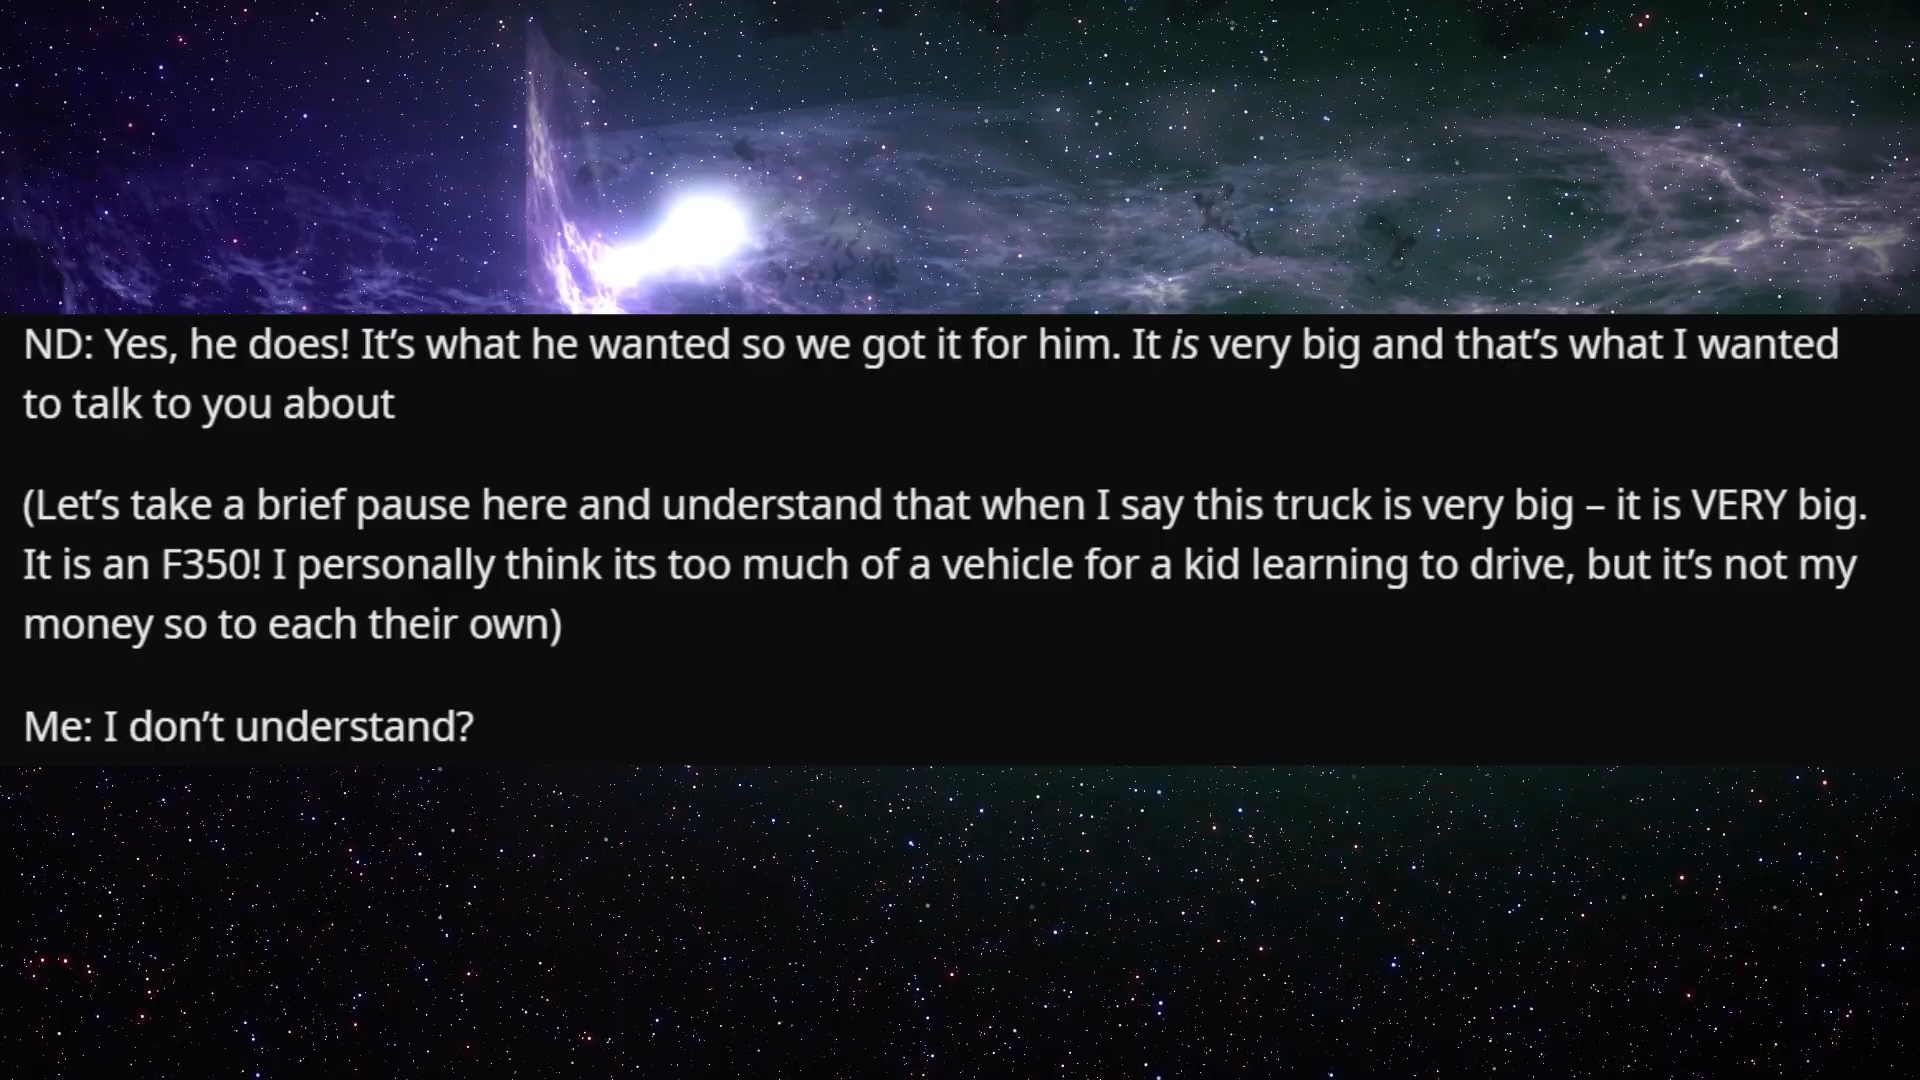 ND: Yes, he does! It’s what he wanted so we got it for him. It is very big and that’s what I wanted
to talk to you about
(Let’s take a brief pause here and understand that when I say this truck is very big – it is VERY big.
It is an F350! I personally think its too much of a vehicle for a kid learning to drive, but it’s not my
money so to each their own)
Me: I don’t understand?